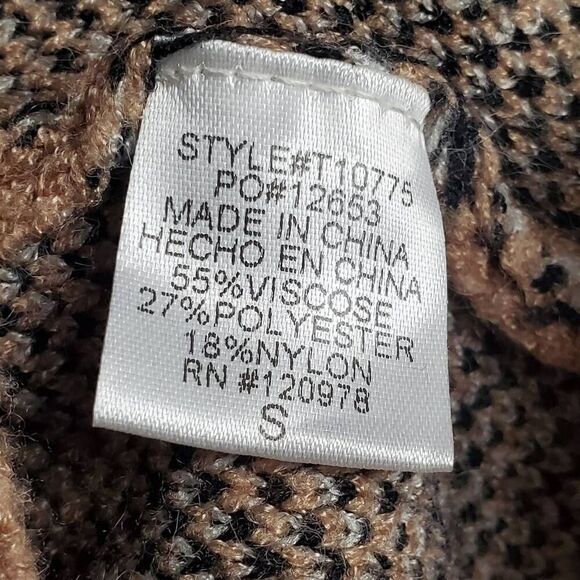 STYLE#T10775
PO#12653
MADE IN CHINA
HECHO EN CHINA
55%VISCOSE
27%POLYESTER
18%NYLON
RN #120978
S